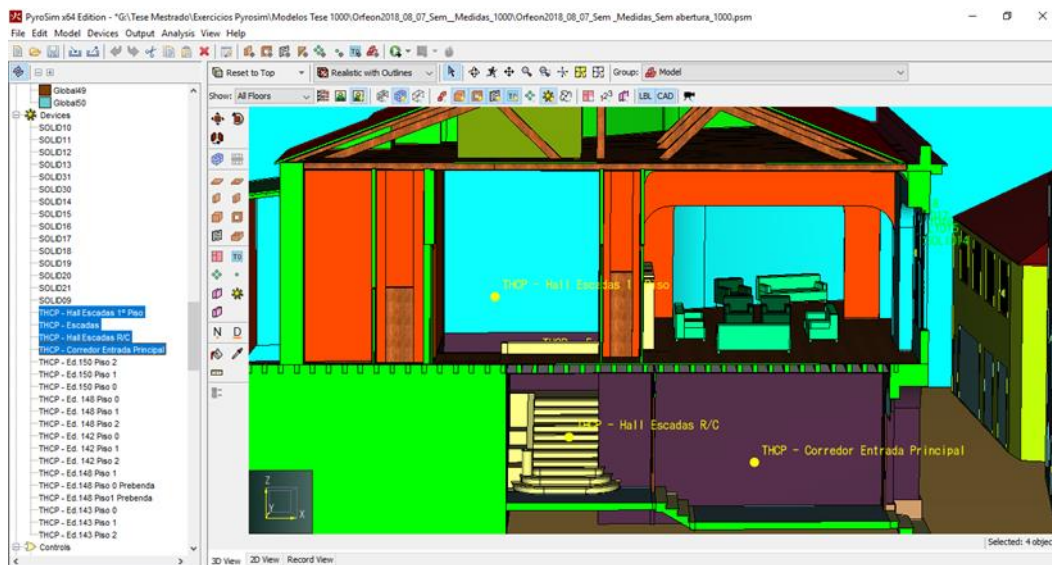 PyroSim x64 Edition - *G:\Tese Mestrado\Exercicios Pyrosim\Modelos Tese 1000\Orfeon2018_08_07_Sem__Medidas_1000\Orfeon2018_08_07_Sem _Medidas_Sem abertura_1000.psm
File Edit Model Devices Output Analysis View Help
Reset to Top
Realistic with Outlines
Group: Model
Show: All Floors
LBL CAD
Global49
Global50
Devices
SOLID10
SOLID11
SOLID12
SOLID13
SOLID31
SOLID30
SOLID14
SOLID15
SOLID16
SOLID17
SOLID18
SOLID19
SOLID20
SOLID21
SOLID09
THCP - Hall Escadas 1º Piso
THCP - Escadas
THCP - Hall Escadas R/C
THCP - Corredor Entrada Principal
THCP - Ed.150 Piso 2
THCP - Ed.150 Piso 1
THCP - Ed.150 Piso 0
THCP - Ed. 148 Piso 0
THCP - Ed. 148 Piso 1
THCP - Ed. 148 Piso 2
THCP - Ed. 142 Piso 0
THCP - Ed. 142 Piso 1
THCP - Ed. 142 Piso 2
THCP - Ed.148 Piso 1
THCP - Ed.148 Piso 0 Prebenda
THCP - Ed.148 Piso1 Prebenda
THCP - Ed.143 Piso 0
THCP - Ed.143 Piso 1
THCP - Ed.143 Piso 2
Controls
N D
THCP - Hall Escadas 1 Piso
THCP - Hall Escadas R/C
THCP - Corredor Entrada Principal
Z
Y X
Selected: 4 objec
3D View 2D View Record View